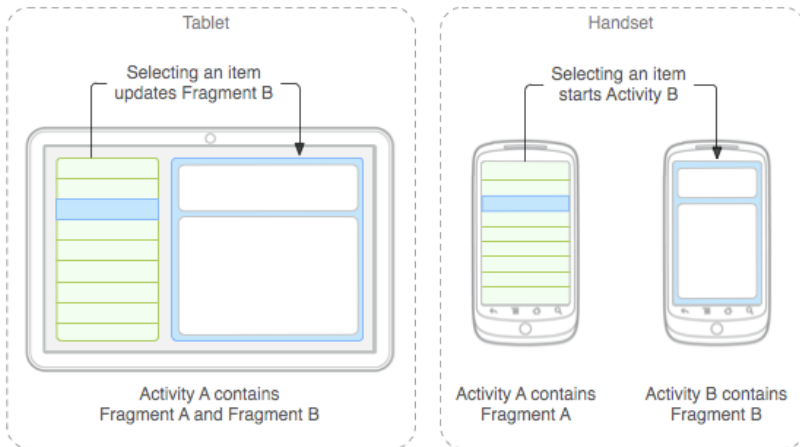 Tablet
Selecting an item
updates Fragment B
Activity A contains
Fragment A and Fragment B
Handset
Selecting an item
starts Activity B
Activity A contains
Fragment A
Activity B contains
Fragment B